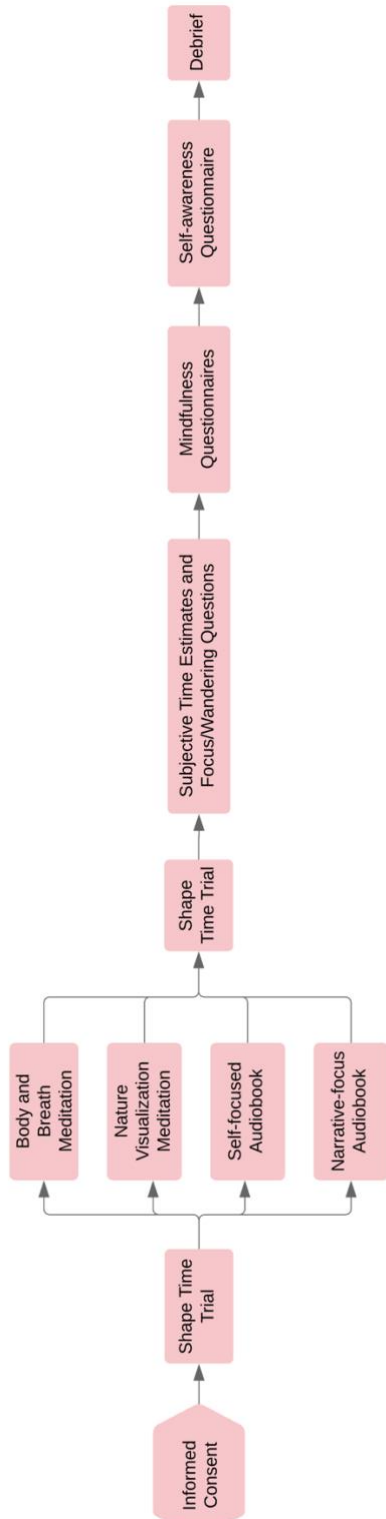 Informed
Consent
Shape Time
Trial
Body and
Breath
Meditation
Nature
Visualization
Meditation
Self-focused
Audiobook
Narrative-focus
Audiobook
Shape
Time Trial
Subjective Time Estimates and
Focus/Wandering Questions
Mindfulness
Questionnaires
Self-awareness
Questionnaire
Debrief